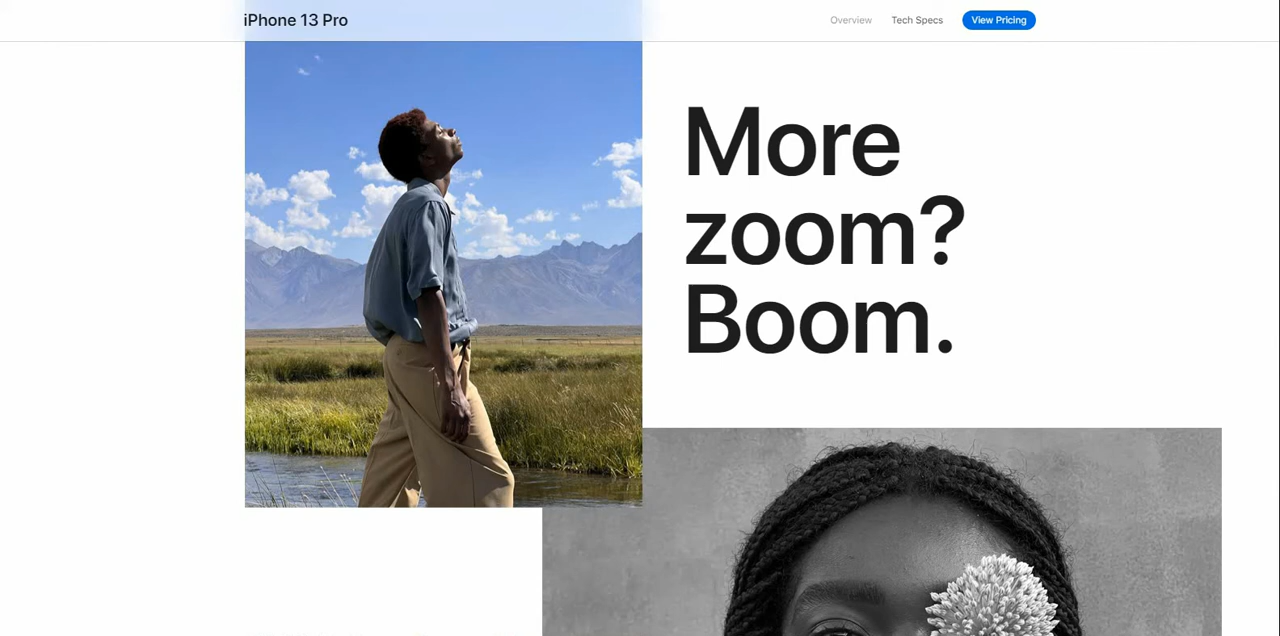 iPhone 13 Pro
Overview
Tech Specs
View Pricing
More
zoom?
Boom.